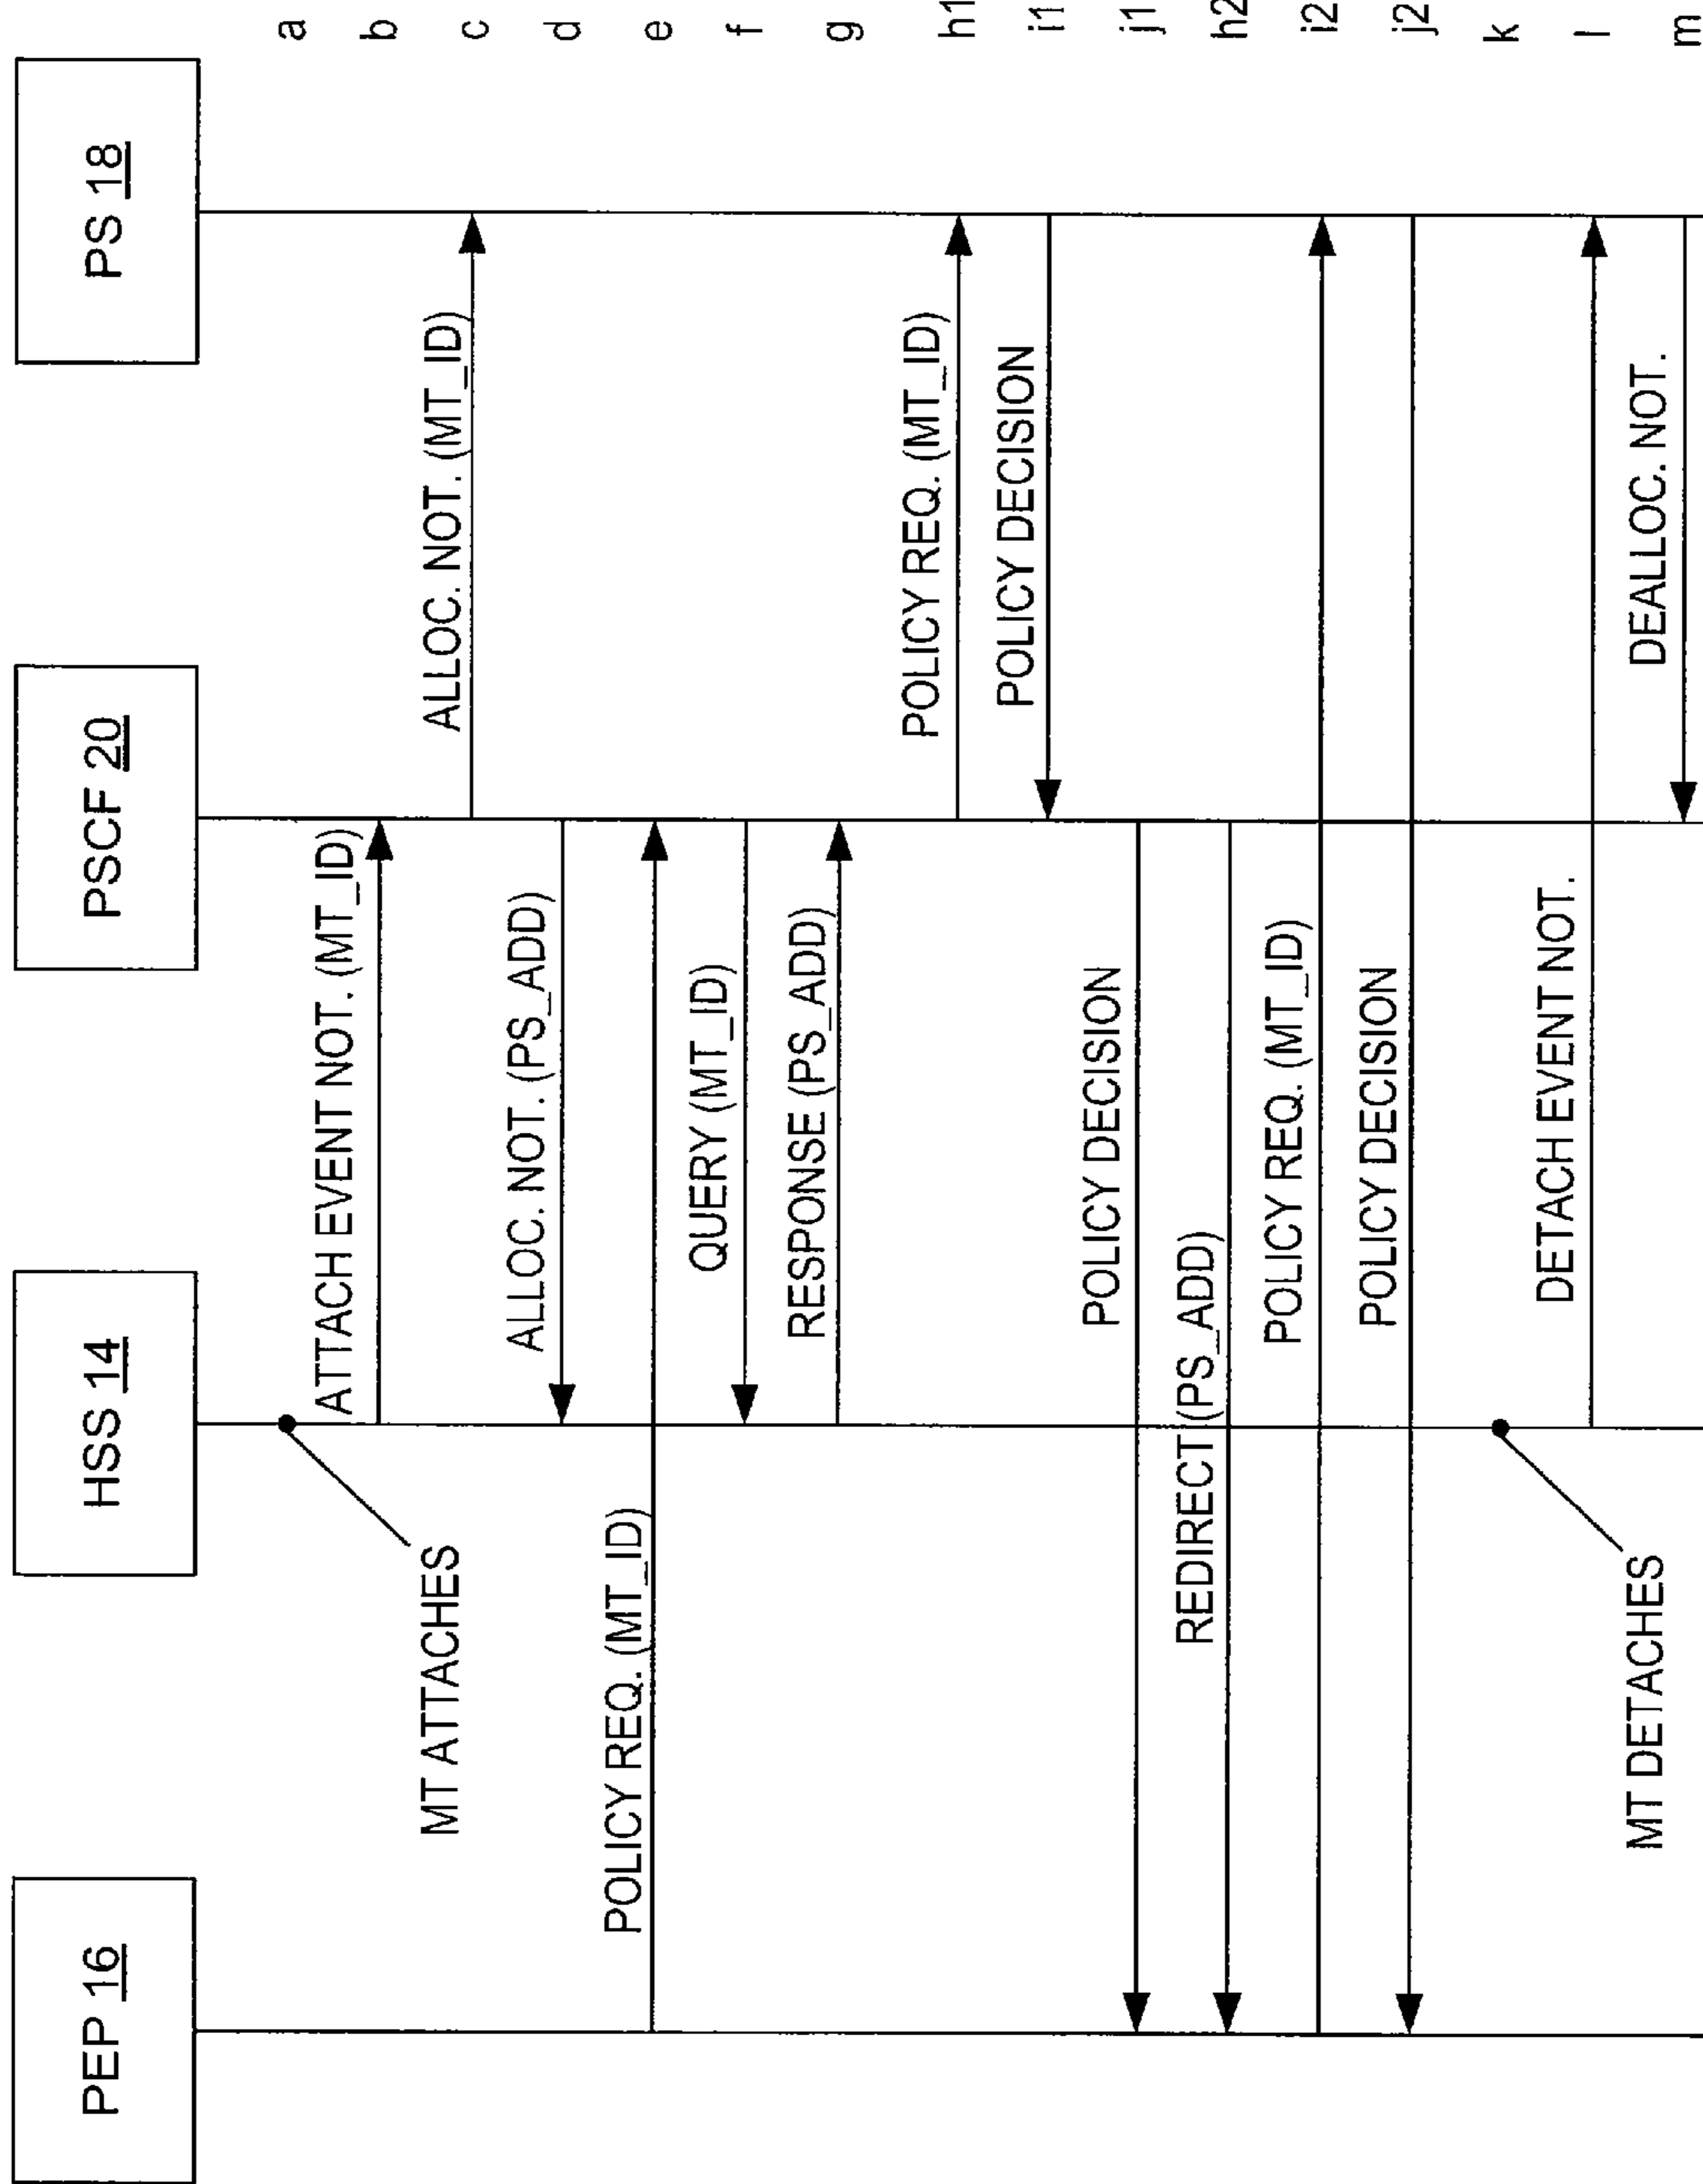 PEP 16
HSS 14
PSCF 20
PS 18
a
MT ATTACHES
ATTACH EVENT NOT. (MT_ID)
b
ALLOC. NOT. (MT_ID)
c
ALLOC. NOT. (PS_ADD)
d
POLICY REQ. (MT_ID)
e
QUERY (MT_ID)
f
RESPONSE (PS_ADD)
g
POLICY REQ. (MT_ID)
h1
POLICY DECISION
i1
POLICY DECISION
j1
REDIRECT (PS_ADD)
h2
POLICY REQ. (MT_ID)
i2
POLICY DECISION
j2
k
MT DETACHES
DETACH EVENT NOT.
l
DEALLOC. NOT.
m